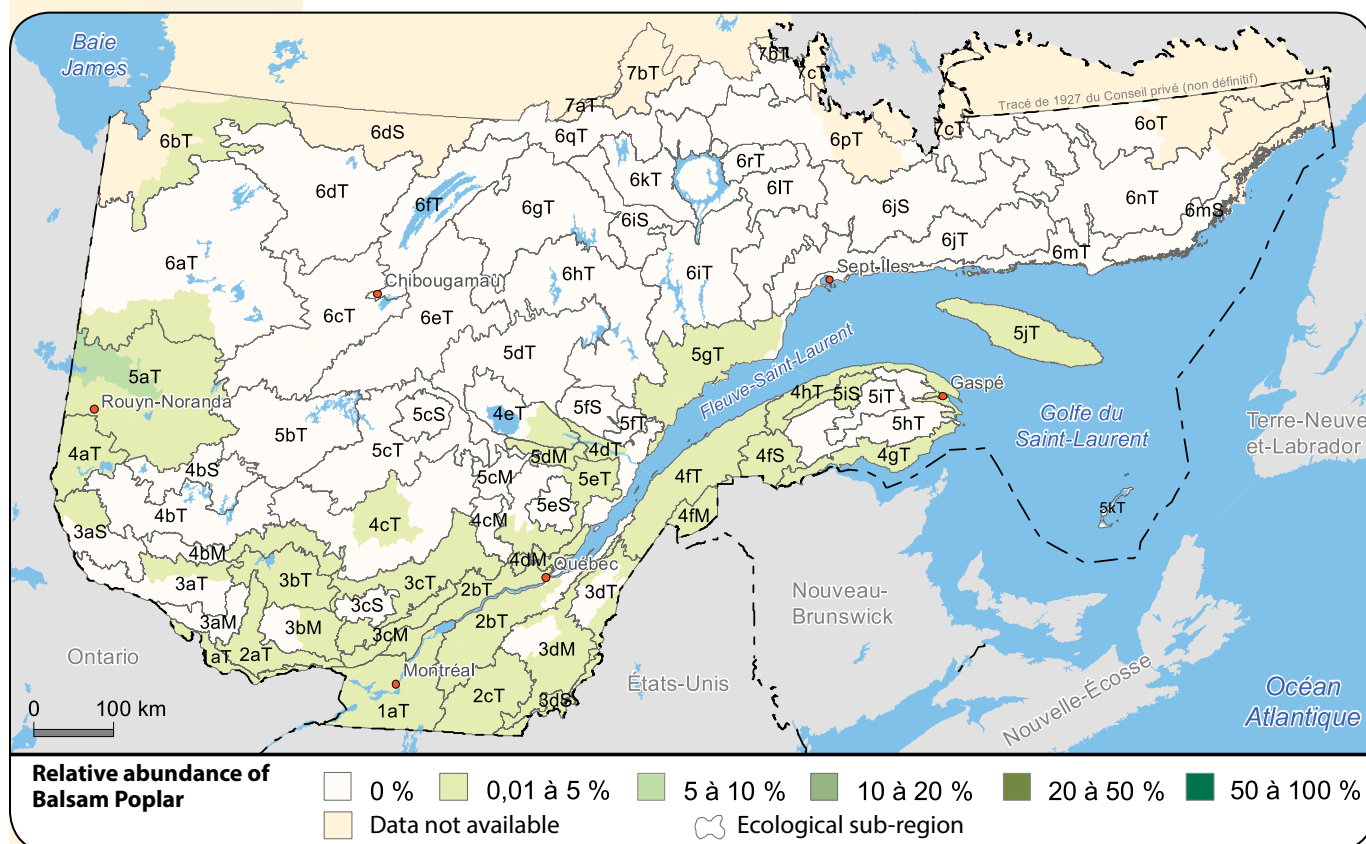 Baie
James
7bT
7bT
7cT
7aT
Tracé de 1927 du Conseil privé (non définitif)
6bT
6dS
6qT
6pT
7cT
6oT
6dT
6fT
6gT
6kT
6rT
6lT
6iS
6jS
6nT
6mS
6aT
6hT
6iT
6jT
6mT
Chibougamau
Sept-Îles
6cT
6eT
5jT
5dT
5gT
Fleuve-Saint-Laurent
5aT
Rouyn-Noranda
4hT
5iS
5iT
Gaspé
5cS
4eT
5fS
5fT
5hT
Golfe du
Saint-Laurent
Terre-Neuve
et-Labrador
4aT
5bT
5cT
4bS
5dM
4dT
4fS
4gT
5cM
5eT
4fT
5eS
5kT
3aS
4bT
4cT
4cM
4fM
4bM
4dM
Québec
3aT
3bT
3cT
2bT
3dT
Nouveau-
Brunswick
3cS
3aM
3bM
3cM
2bT
3dM
Ontario
1aT
2aT
Montréal
États-Unis
2cT
3dS
1aT
Nouvelle-Écosse
Océan
Atlantique
0 100 km
Relative abundance of
Balsam Poplar
0 % 0,01 à 5 % 5 à 10 % 10 à 20 % 20 à 50 % 50 à 100 %
Data not available Ecological sub-region